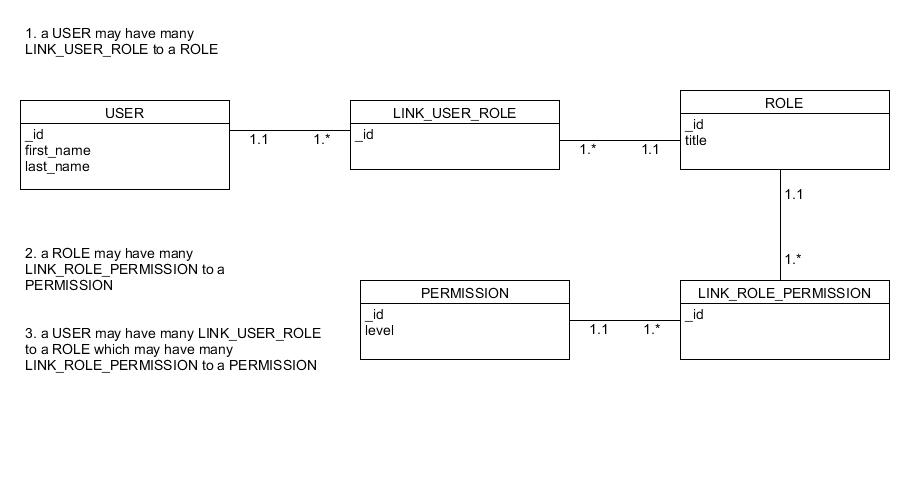 1. a USER may have many
LINK_USER_ROLE to a ROLE
USER
_id
first_name
last_name
1.1
1.*
LINK_USER_ROLE
_id
1.*
1.1
ROLE
_id
title
1.1
1.*
2. a ROLE may have many
LINK_ROLE_PERMISSION to a
PERMISSION
PERMISSION
_id
level
1.1
1.*
LINK_ROLE_PERMISSION
_id
3. a USER may have many LINK_USER_ROLE
to a ROLE which may have many
LINK_ROLE_PERMISSION to a PERMISSION